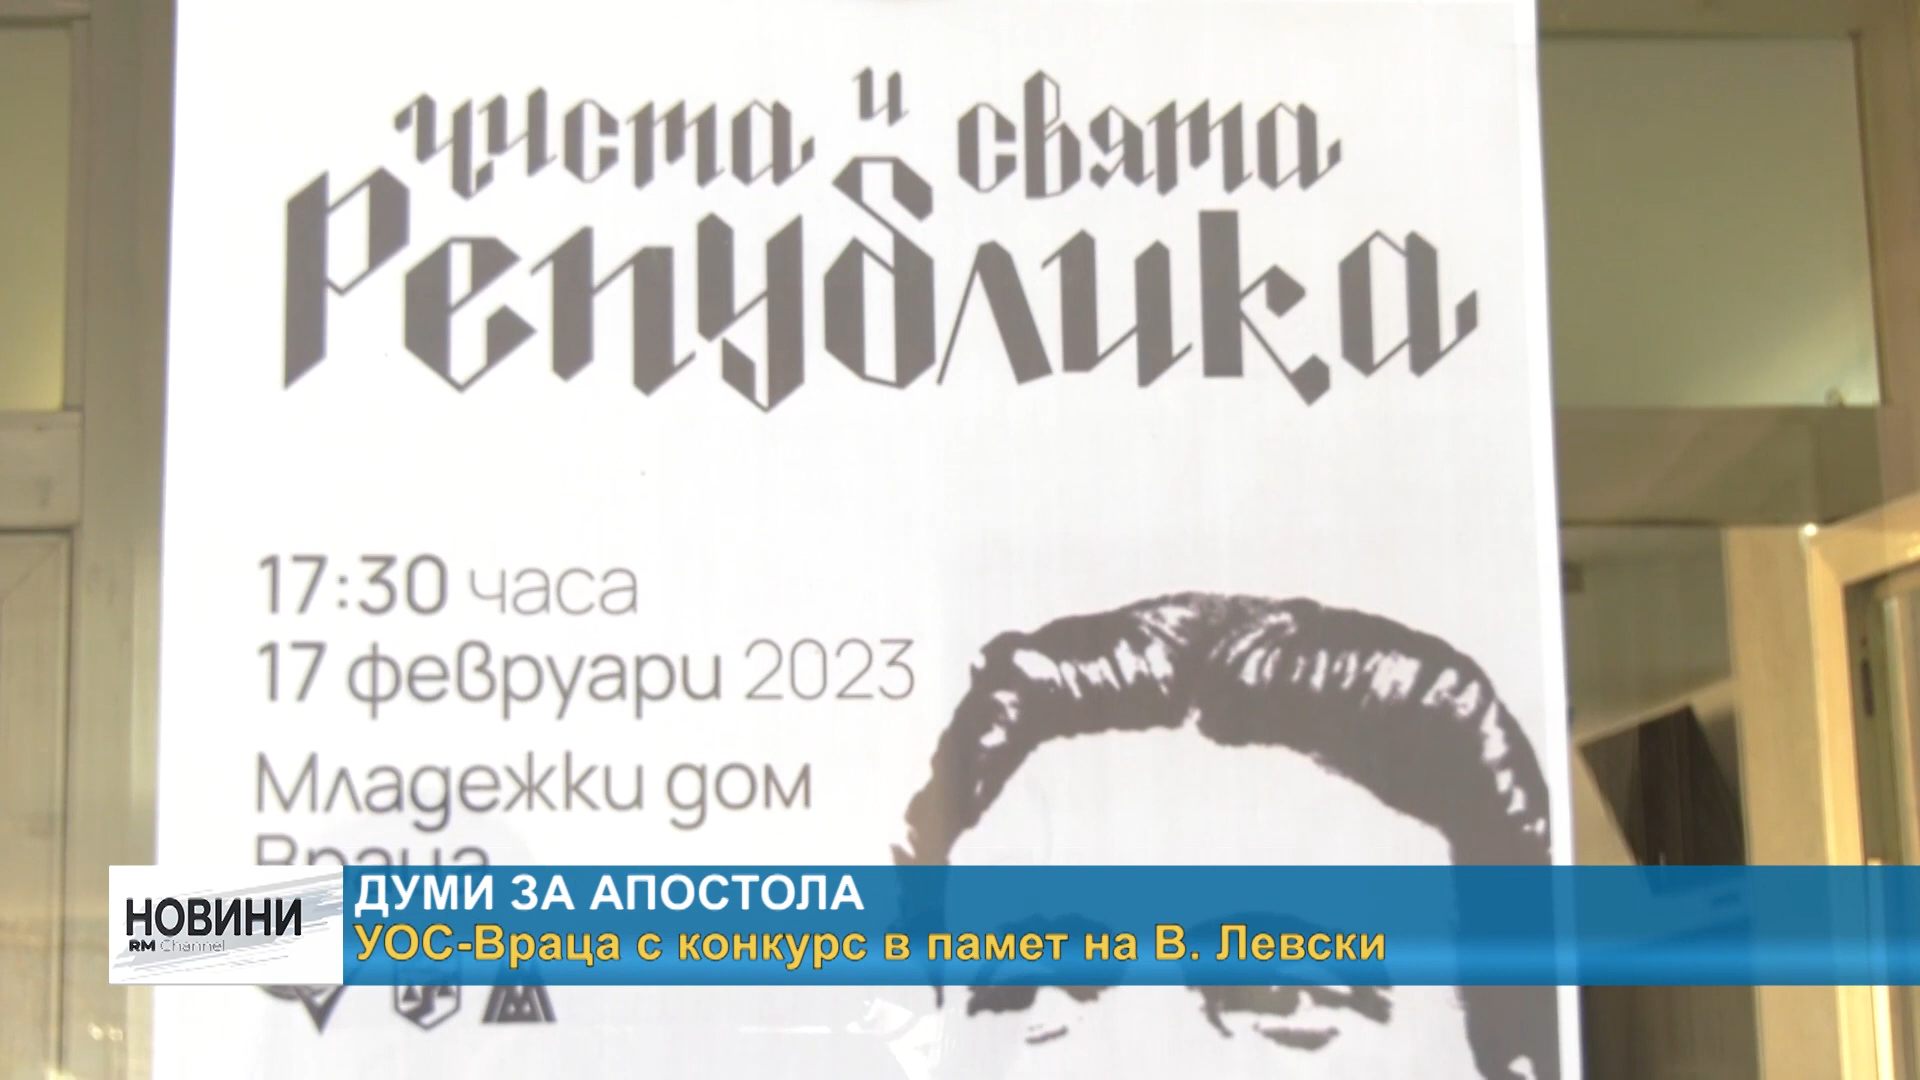 чиста и свята
Република
17:30 часа
17 февруари 2023
Младежки дом
Враца
НОВИНИ
RM Channel
ДУМИ ЗА АПОСТОЛА
УОС-Враца с конкурс в памет на В. Левски